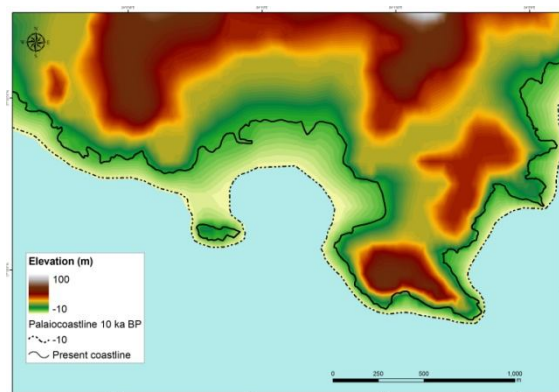 Elevation (m)
100
-10
Palaiocoastline 10 ka BP
-10
Present coastline
0 250 500 1,000
m